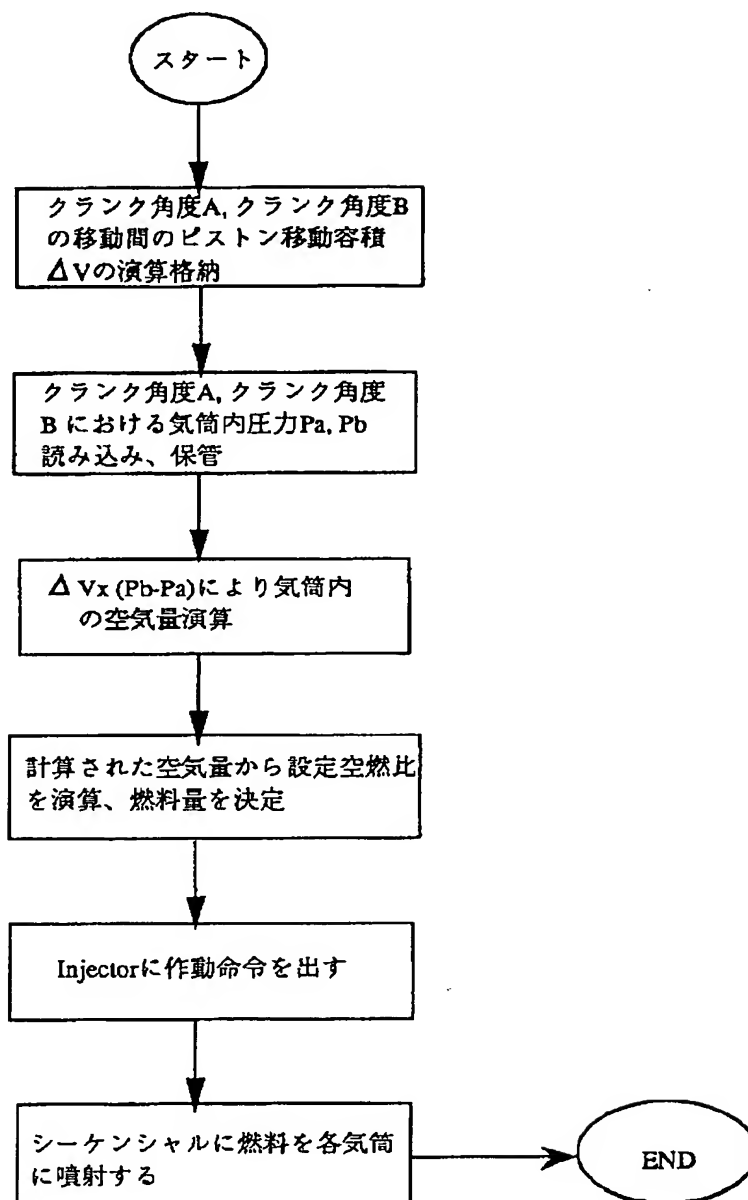 スタート
クランク角度A, クランク角度B
の移動間のピストン移動容積
ΔVの演算格納
クランク角度A, クランク角度
B における気筒内圧力Pa, Pb
読み込み、保管
Δ Vx (Pb-Pa)により気筒内
の空気量演算
計算された空気量から設定空燃比
を演算、燃料量を決定
Injectorに作動命令を出す
シーケンシャルに燃料を各気筒
に噴射する
END